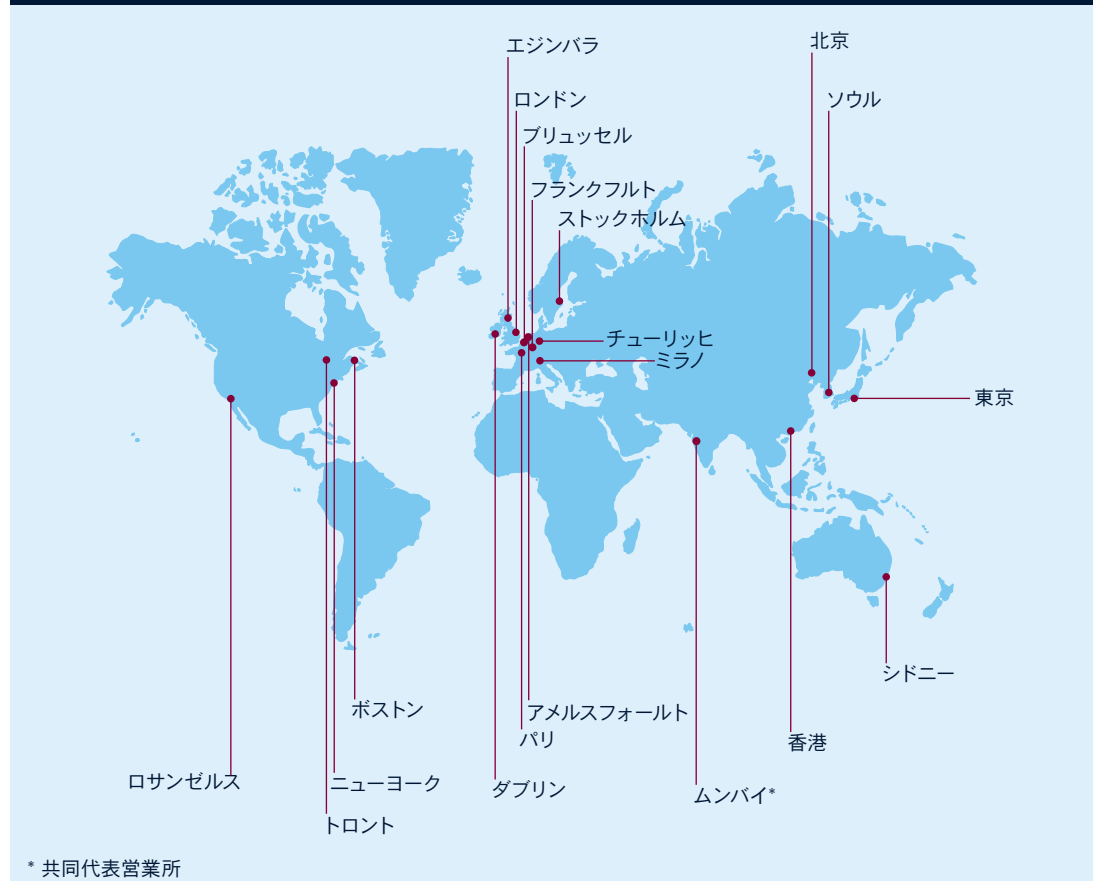 エジンバラ
北京
ロンドン
ソウル
ブリュッセル
フランクフルト
ストックホルム
チューリッヒ
ミラノ
東京
シドニー
ボストン
アメルスフォールト
パリ
香港
ロサンゼルス
ニューヨーク
ダブリン
ムンバイ*
トロント
* 共同代表営業所